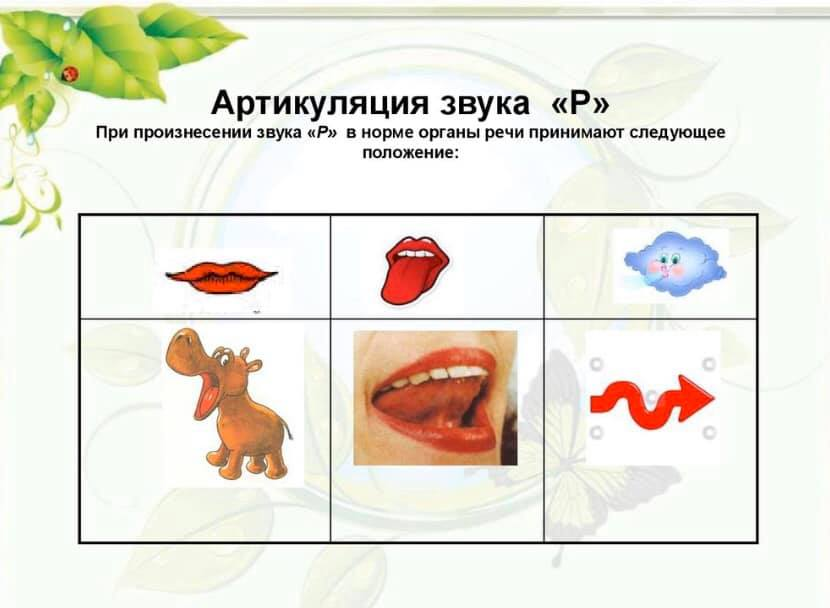 Артикуляция звука «Р»
При произнесении звука «Р» в норме органы речи принимают следующее
положение: